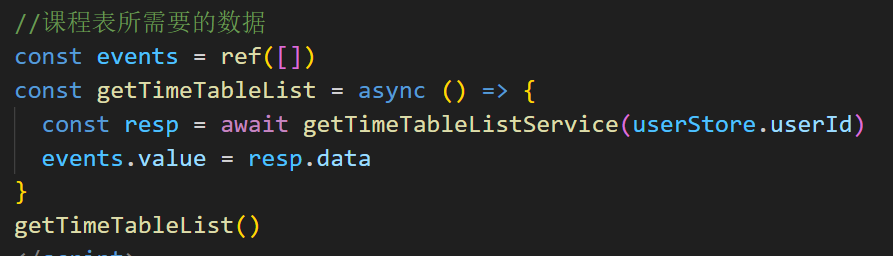 //课程表所需要的数据
const events = ref([])
const getTimeTableList = async () => {
  const resp = await getTimeTableListService(userStore.userId)
  events.value = resp.data
}
getTimeTableList()
</script>